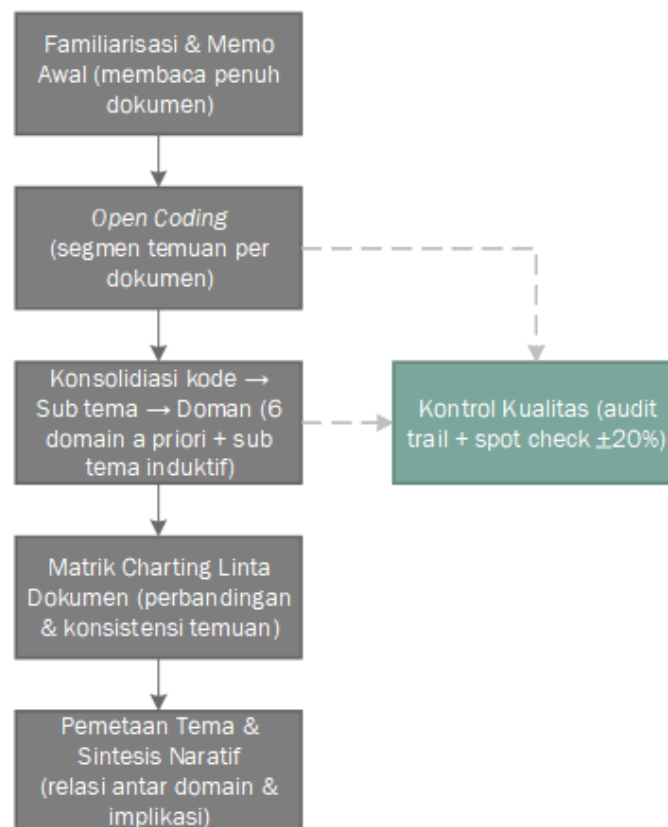 Familiarisasi & Memo
Awal (membaca penuh
dokumen)
Open Coding
(segmen temuan per
dokumen)
Konsolidiasi kode →
Sub tema → Doman (6
domain a priori + sub
tema induktif)
Kontrol Kualitas (audit
trail + spot check ±20%)
Matrik Charting Linta
Dokumen (perbandingan
& konsistensi temuan)
Pemetaan Tema &
Sintesis Naratif
(relasi antar domain &
implikasi)